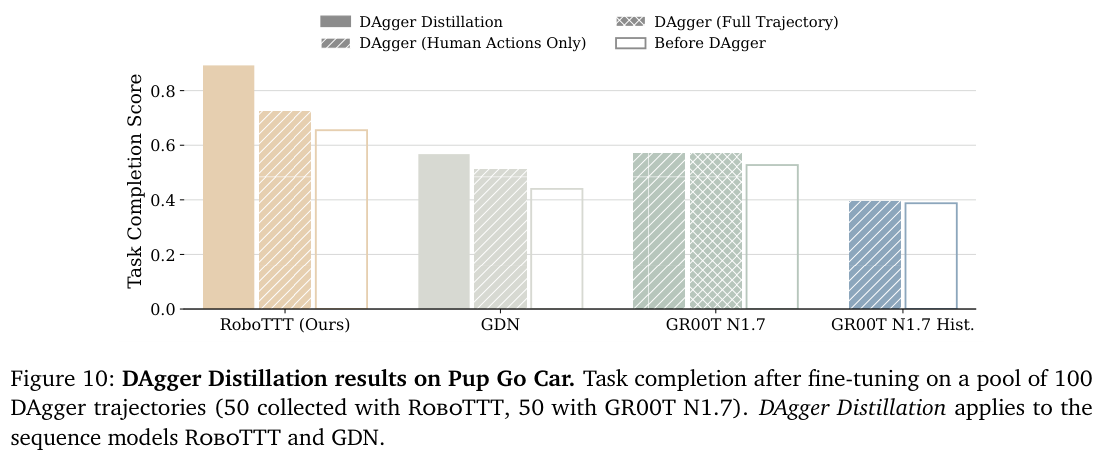 DAgger Distillation
DAgger (Full Trajectory)
DAgger (Human Actions Only)
Before DAgger
Task Completion Score
0.8
0.6
0.4
0.2
0.0
RoboTTT (Ours)
GDN
GR00T N1.7
GR00T N1.7 Hist.
Figure 10: DAgger Distillation results on Pup Go Car. Task completion after fine-tuning on a pool of 100
DAgger trajectories (50 collected with RoboTTT, 50 with GR00T N1.7). DAgger Distillation applies to the
sequence models RoboTTT and GDN.